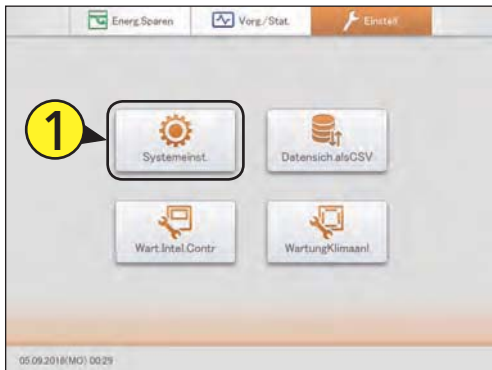 Energ.Sparen Vorg./Stat. Einstell
1
Systemeinst. Datensich.alsCSV
Wart.Intel.Contr WartungKlimaanl.
05.09.2018(MO) 00:29